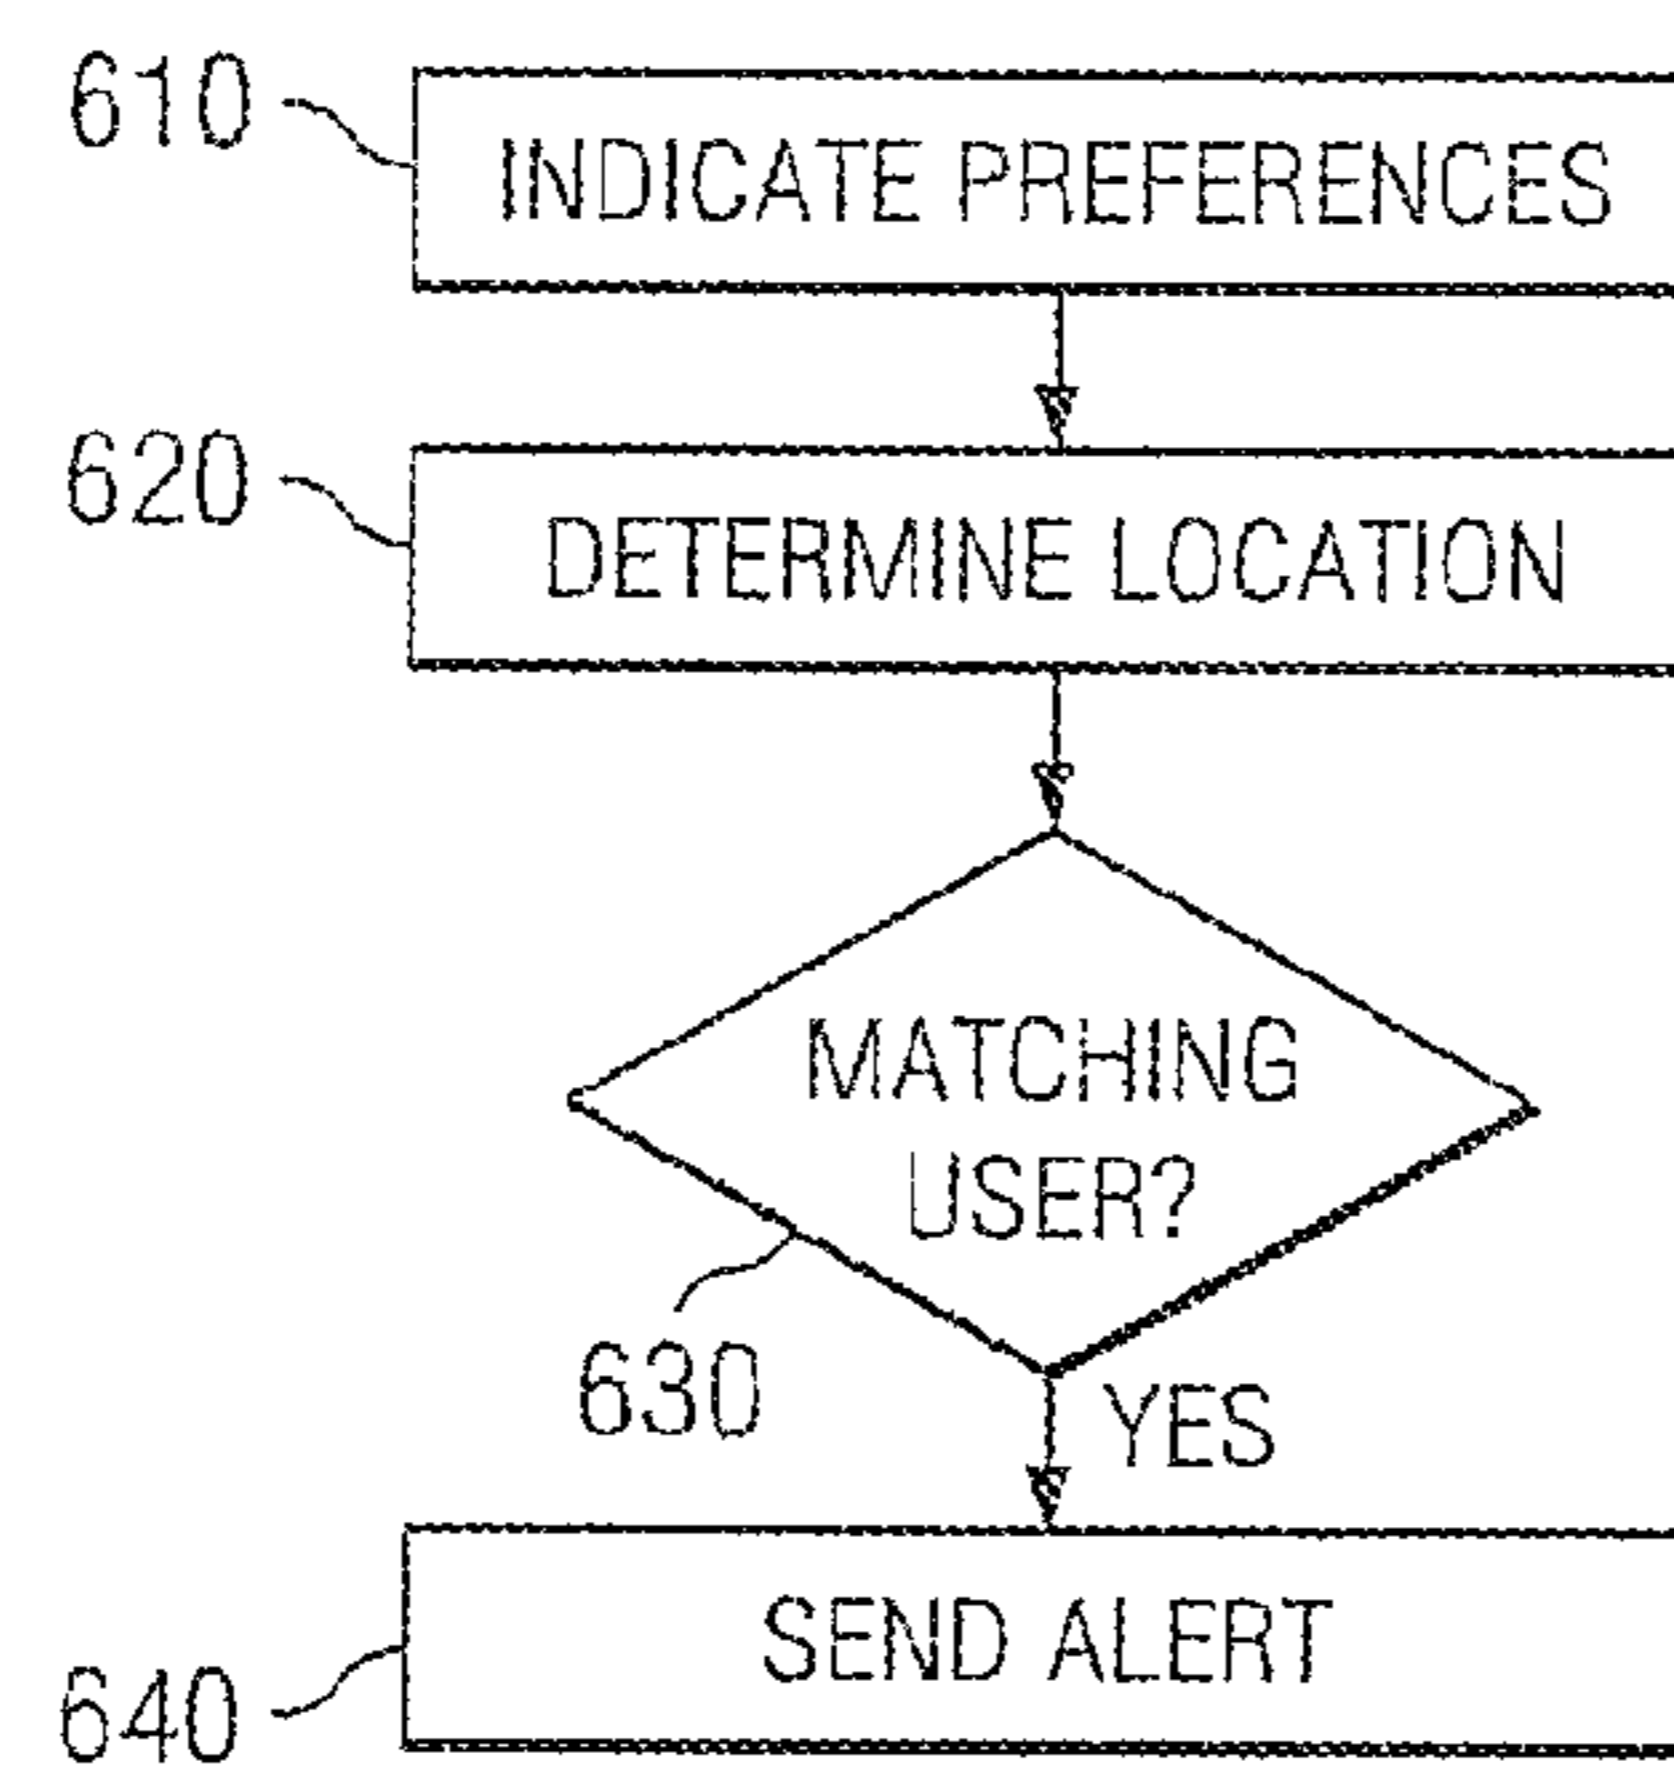 610
INDICATE PREFERENCES
620
DETERMINE LOCATION
MATCHING
USER?
630
YES
SEND ALERT
640